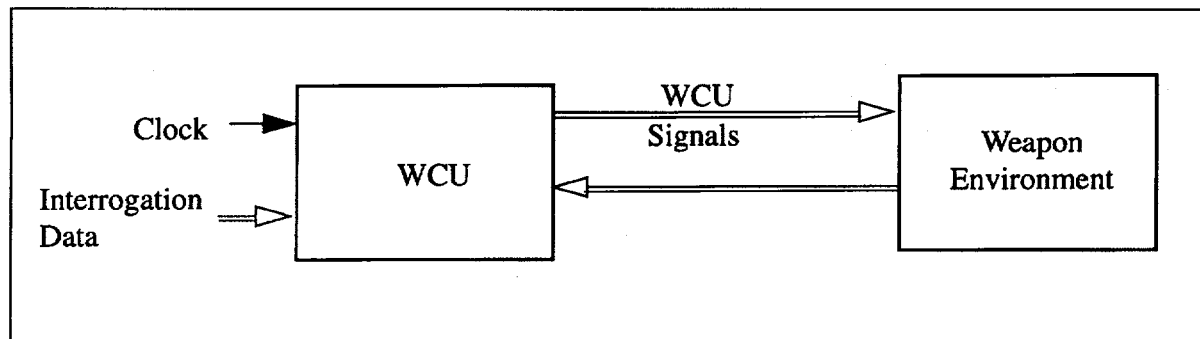 Clock
Interrogation
Data
WCU
WCU
Signals
Weapon
Environment